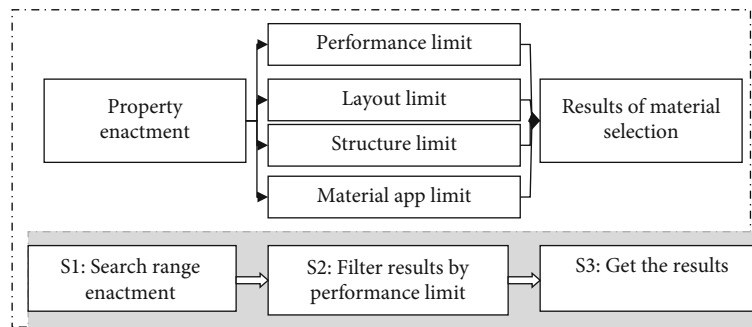 Performance limit
Property
enactment
Layout limit
Structure limit
Material app limit
Results of material
selection
S1: Search range
enactment
S2: Filter results by
performance limit
S3: Get the results